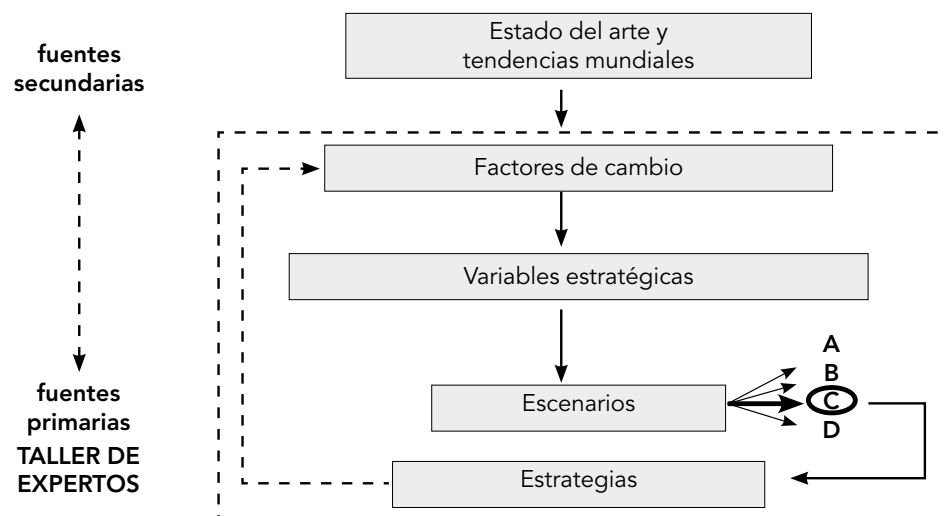 Estado del arte y
tendencias mundiales
fuentes
secundarias
Factores de cambio
Variables estratégicas
Escenarios
A
B
C
D
fuentes
primarias
TALLER DE
EXPERTOS
Estrategias